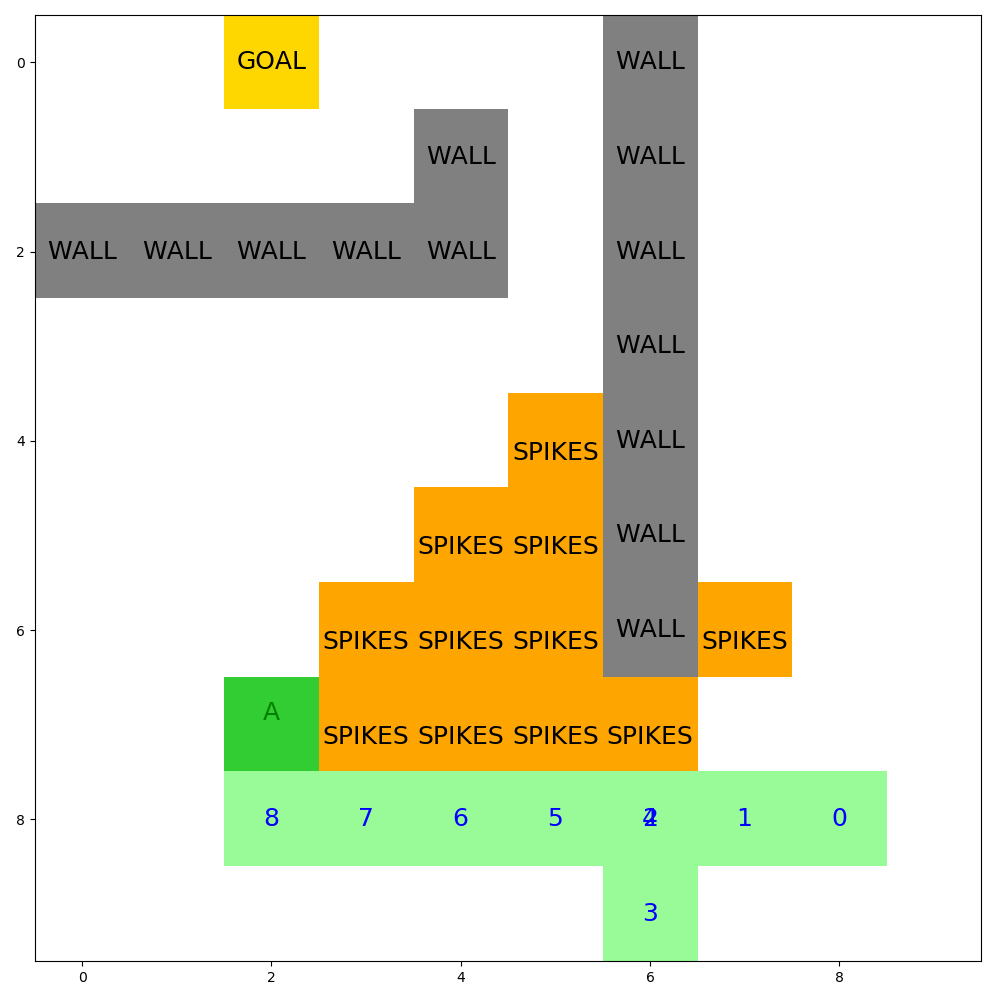 GOAL WALL
0
WALL WALL
WALL WALL WALL WALL WALL WALL
2
WALL
SPIKES WALL
4
SPIKES SPIKES WALL
SPIKES SPIKES SPIKES WALL SPIKES
6
A
SPIKES SPIKES SPIKES SPIKES
8 7 6 5 1 0
8
3
0 2 4 6 8